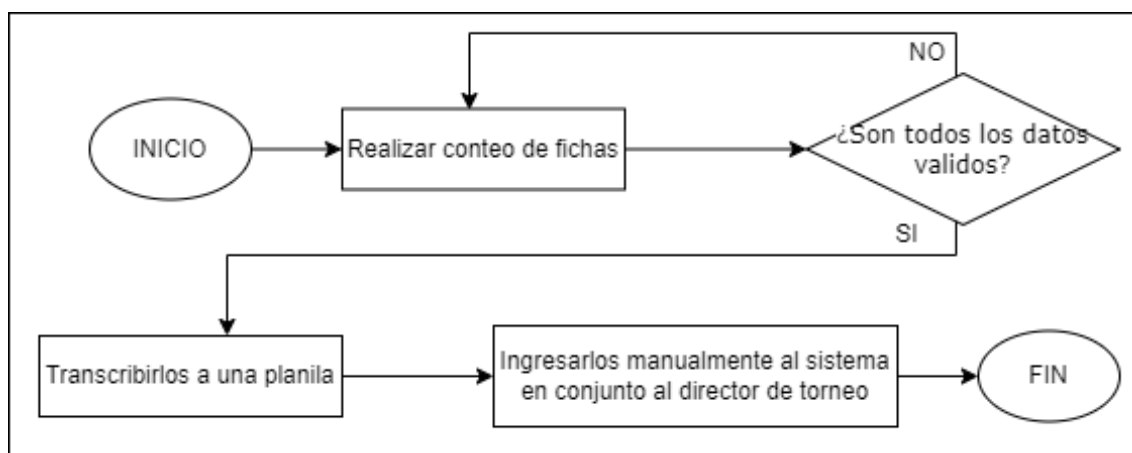 NO
INICIO
Realizar conteo de fichas
¿Son todos los datos
validos?
SI
Transcribirlos a una planila
Ingresarlos manualmente al sistema
en conjunto al director de torneo
FIN